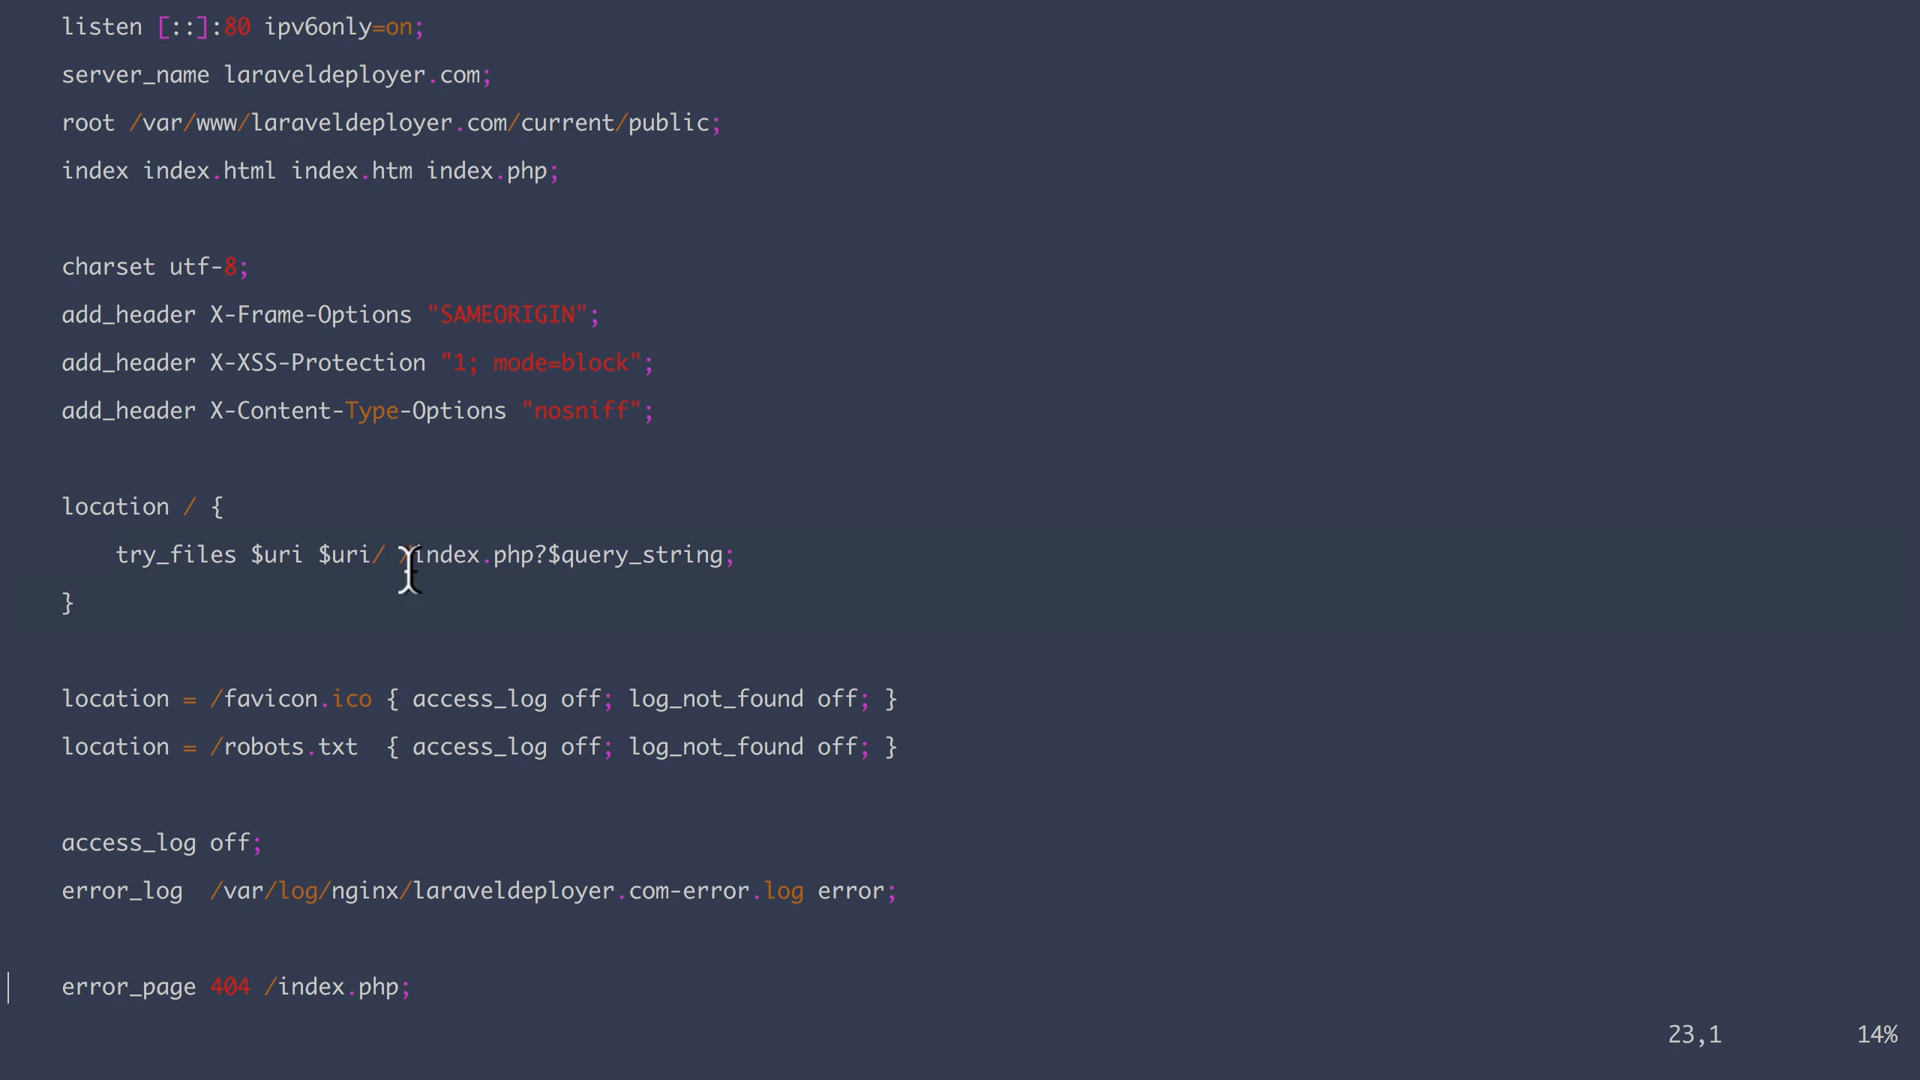 listen [::]:80 ipv6only=on;
server_name laraveldeployer.com;
root /var/www/laraveldeployer.com/current/public;
index index.html index.htm index.php;
charset utf-8;
add_header X-Frame-Options "SAMEORIGIN";
add_header X-XSS-Protection "1; mode=block";
add_header X-Content-Type-Options "nosniff";
location / {
    try_files $uri $uri/ /index.php?$query_string;
}
location = /favicon.ico { access_log off; log_not_found off; }
location = /robots.txt  { access_log off; log_not_found off; }
access_log off;
error_log  /var/log/nginx/laraveldeployer.com-error.log error;
error_page 404 /index.php;
23,1 14%